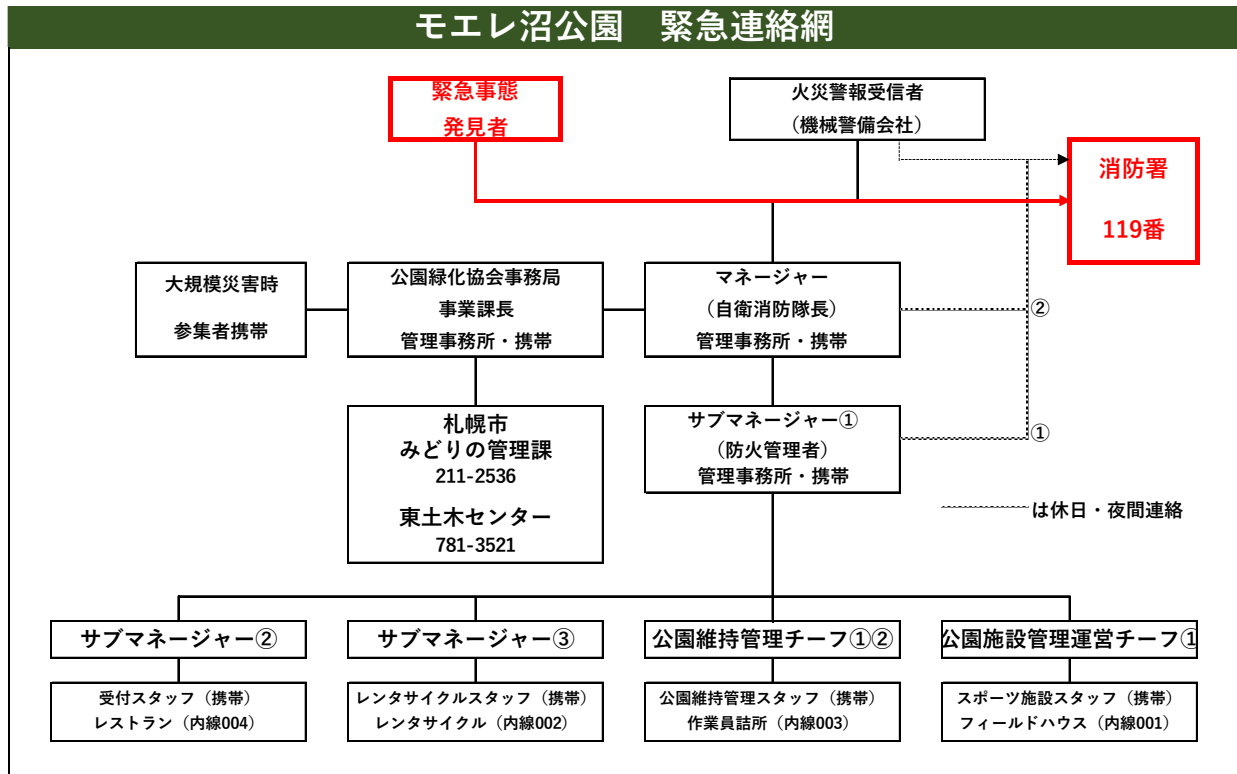 モエレ沼公園　緊急連絡網
緊急事態
発見者
火災警報受信者
（機械警備会社）
消防署
119番
大規模災害時
参集者携帯
公園緑化協会事務局
事業課長
管理事務所・携帯
マネージャー
（自衛消防隊長）
管理事務所・携帯
②
札幌市
みどりの管理課
211-2536
東土木センター
781-3521
サブマネージャー①
（防火管理者）
管理事務所・携帯
①
は休日・夜間連絡
サブマネージャー②
サブマネージャー③
公園維持管理チーフ①②
公園施設管理運営チーフ①
受付スタッフ（携帯）
レストラン（内線004）
レンタサイクルスタッフ（携帯）
レンタサイクル（内線002）
公園維持管理スタッフ（携帯）
作業員詰所（内線003）
スポーツ施設スタッフ（携帯）
フィールドハウス（内線001）